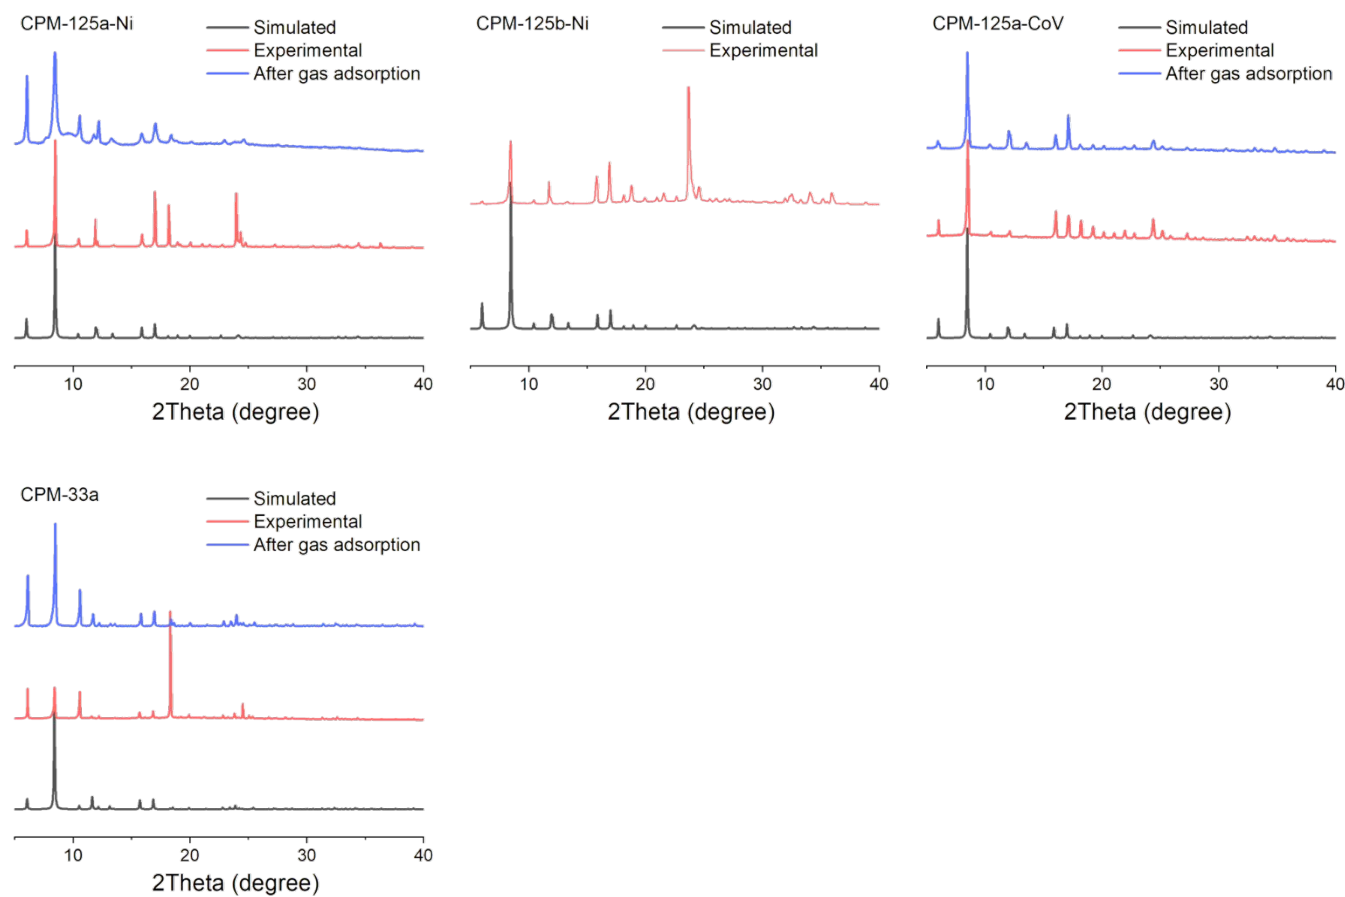 CPM-125a-Ni
Simulated
Experimental
After gas adsorption
10 20 30 40
2Theta (degree)
CPM-125b-Ni
Simulated
Experimental
10 20 30 40
2Theta (degree)
CPM-125a-CoV
Simulated
Experimental
After gas adsorption
10 20 30 40
2Theta (degree)
CPM-33a
Simulated
Experimental
After gas adsorption
10 20 30 40
2Theta (degree)